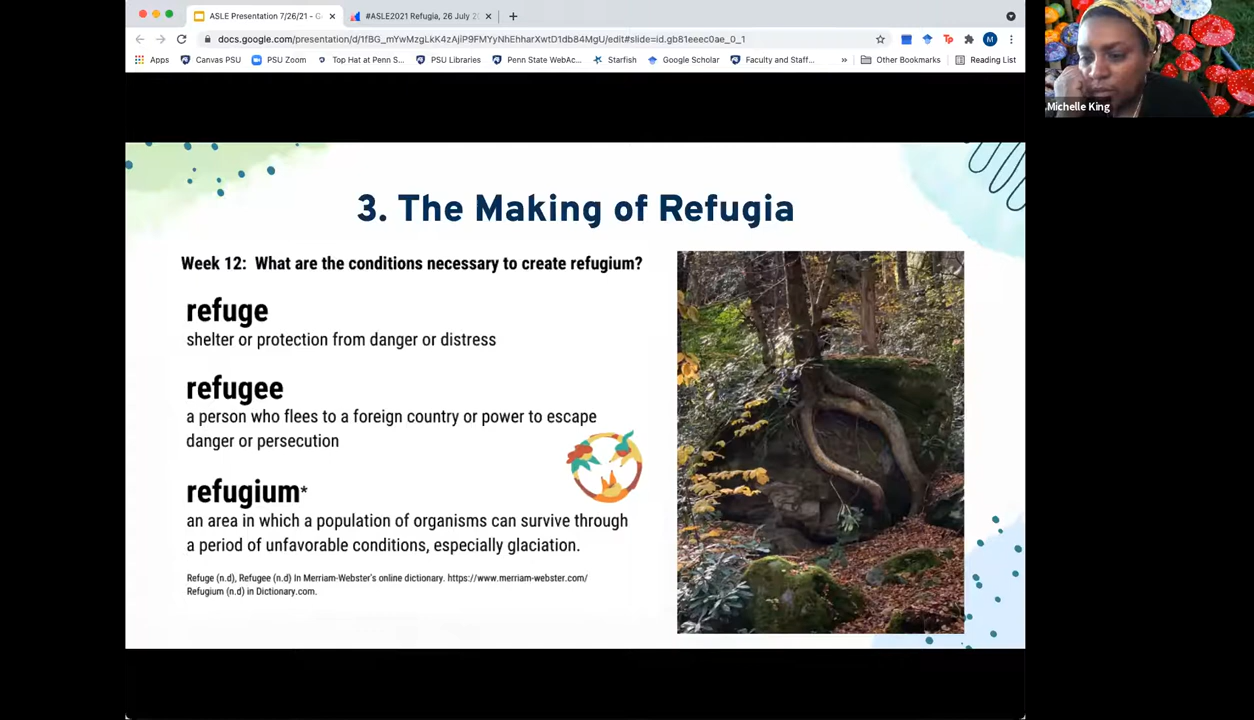 ASLE Presentation 7/26/21 - G
#ASLE2021 Refugia, 26 July 2
docs.google.com/presentation/d/1fBG_mYwMzgLkK4zAjiP9FMYyNhEhharXwtD1db84MgU/edit#slide=id.gb81eeec0ae_0_1
Apps Canvas PSU PSU Zoom Top Hat at Penn S... PSU Libraries Penn State WebAc... Starfish Google Scholar Faculty and Staff... » Other Bookmarks Reading List
Michelle King
3. The Making of Refugia
Week 12: What are the conditions necessary to create refugium?
refuge
shelter or protection from danger or distress
refugee
a person who flees to a foreign country or power to escape
danger or persecution
refugium*
an area in which a population of organisms can survive through
a period of unfavorable conditions, especially glaciation.
Refuge (n.d), Refugee (n.d) In Merriam-Webster's online dictionary. https://www.merriam-webster.com/
Refugium (n.d) in Dictionary.com.